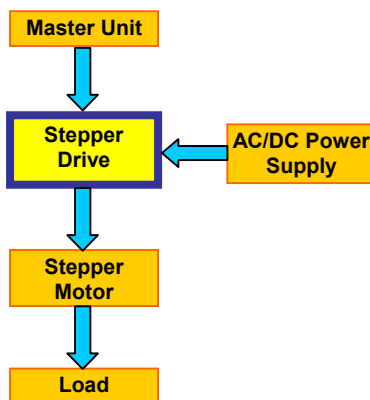 Master Unit
Stepper
Drive
AC/DC Power
Supply
Stepper
Motor
Load